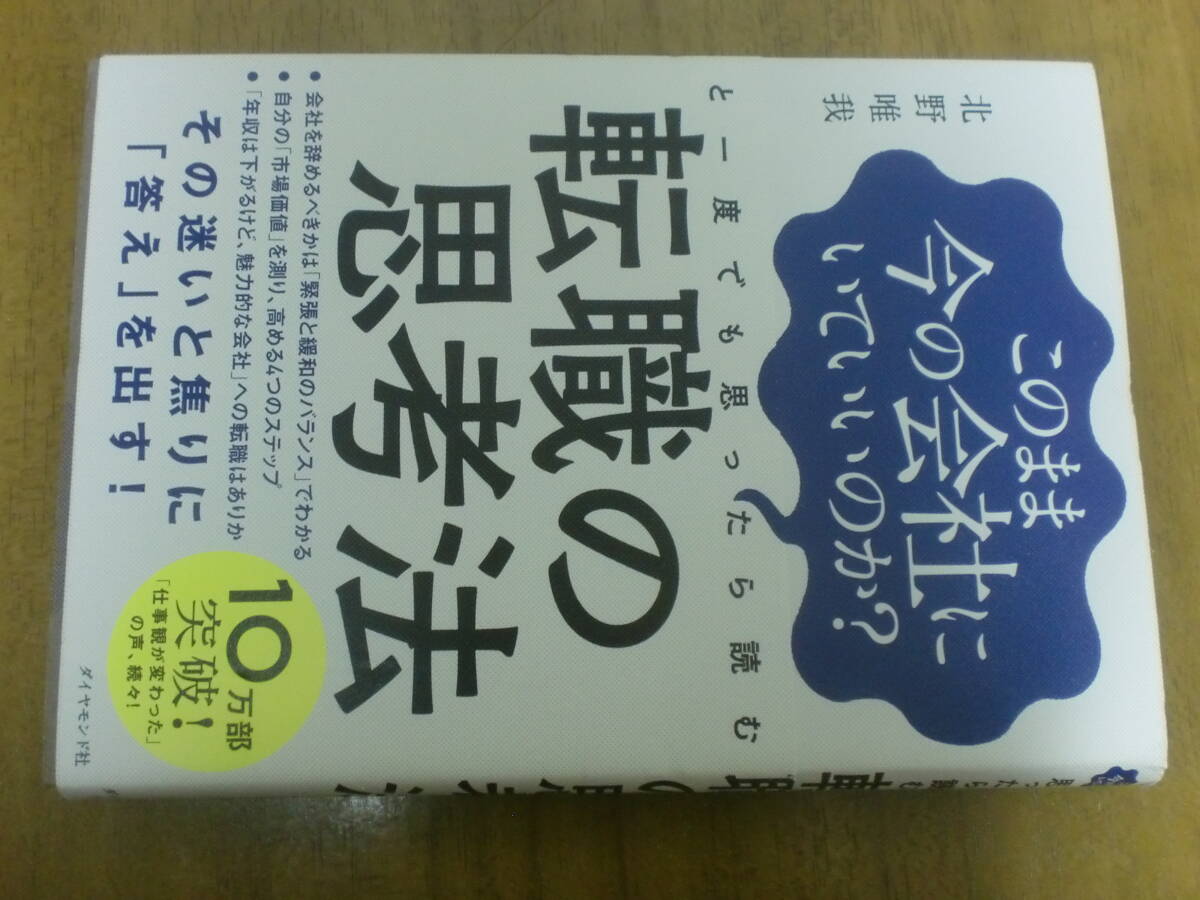 北野唯我
このまま
今の会社に
いていいのか?
と一度でも思ったら読む
転職の
思考法
● 会社を辞めるべきかは「緊張と緩和のバランス」でわかる
● 自分の「市場価値」を測り、高める4つのステップ
● 「年収は下がるけど、魅力的な会社」への転職はありか
その迷いと焦りに
「答え」を出す!
10万部
突破!
「仕事観が変わった」
の声、続々!
ダイヤモンド社